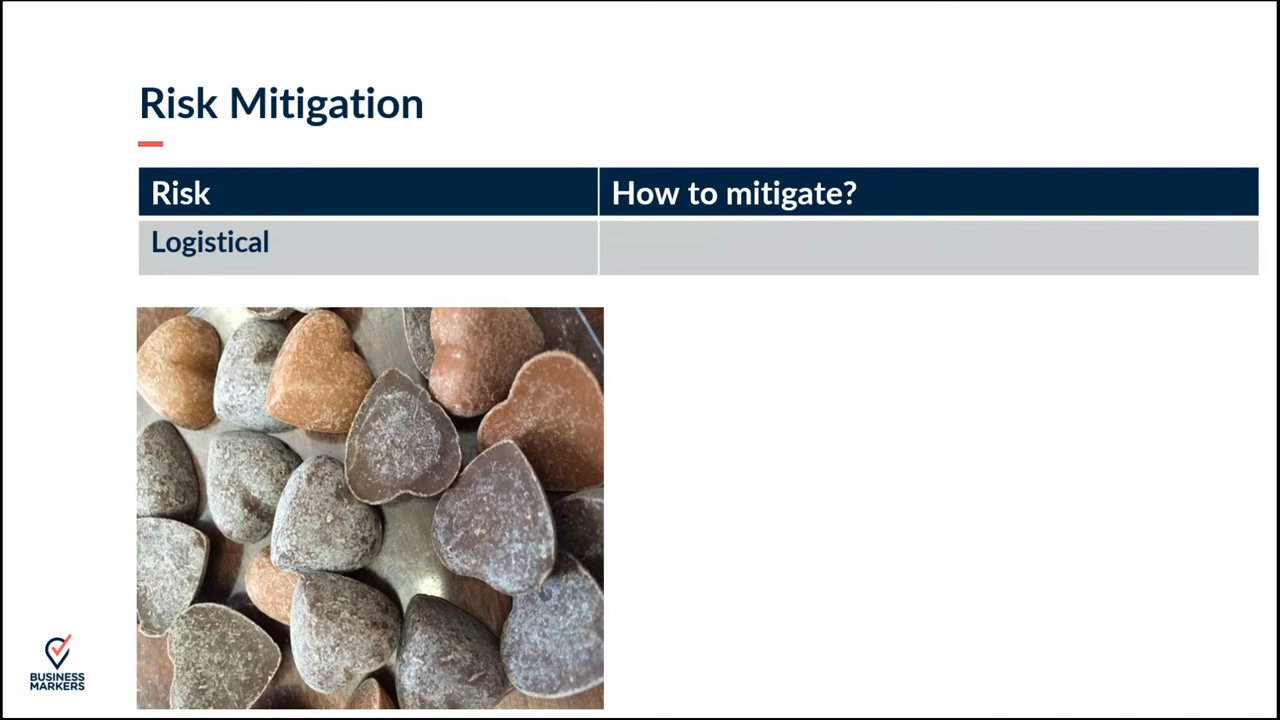 Risk Mitigation
Risk
How to mitigate?
Logistical
BUSINESS
MARKERS